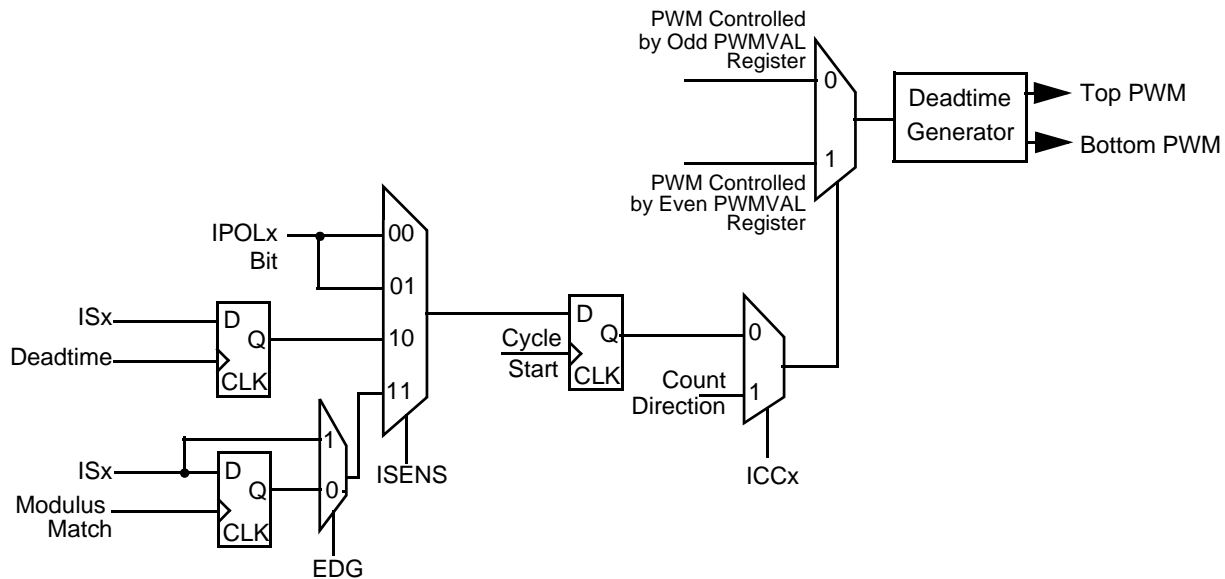 PWM Controlled
by Odd PWMVAL
Register
0
1
PWM Controlled
by Even PWMVAL
Register
Deadtime
Generator
Top PWM
Bottom PWM
IPOLx
Bit
00
01
10
11
ISx
Deadtime
D
Q
CLK
ISx
Modulus
Match
D
Q
CLK
1
0
EDG
ISENS
Cycle
Start
D
Q
CLK
Count
Direction
0
1
ICCx